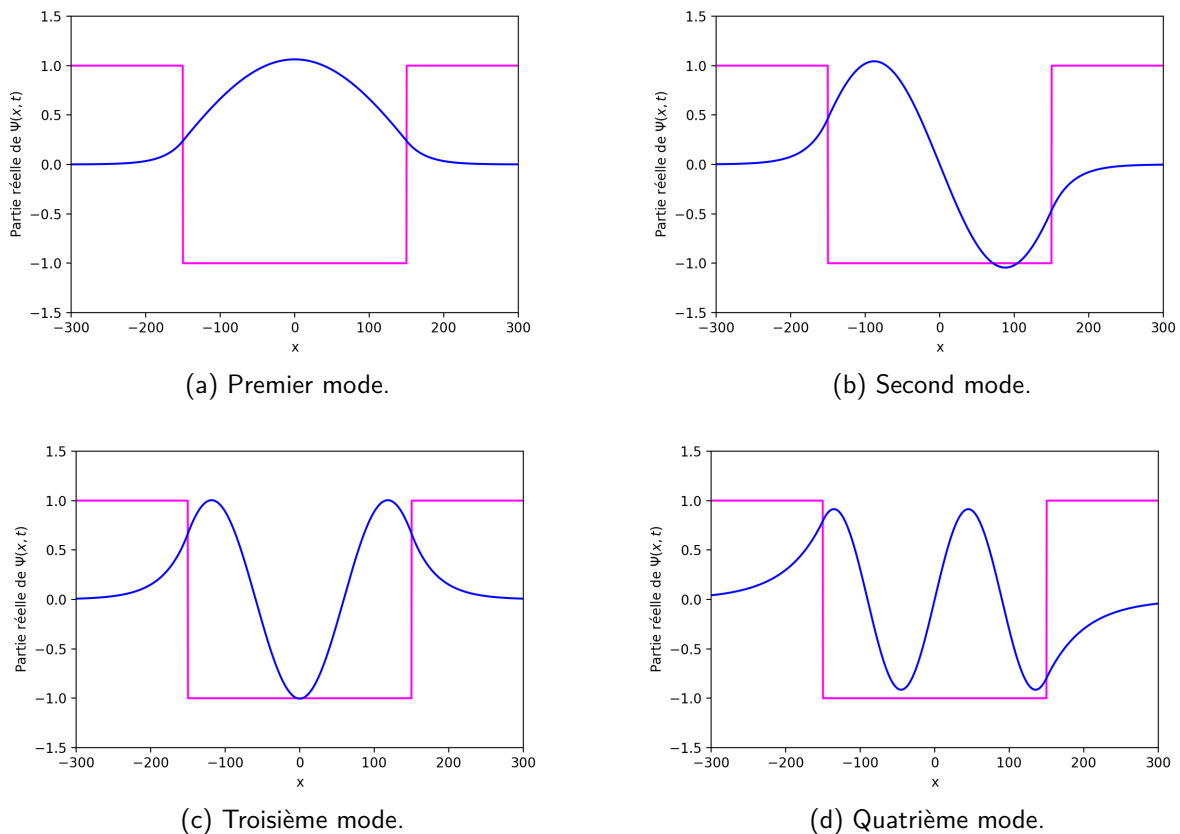 1.5
1.0
0.5
0.0
−0.5
−1.0
−1.5
Partie réelle de Ψ(x, t)
−300 −200 −100 0 100 200 300
x
(a) Premier mode.
1.5
1.0
0.5
0.0
−0.5
−1.0
−1.5
Partie réelle de Ψ(x, t)
−300 −200 −100 0 100 200 300
x
(b) Second mode.
1.5
1.0
0.5
0.0
−0.5
−1.0
−1.5
Partie réelle de Ψ(x, t)
−300 −200 −100 0 100 200 300
x
(c) Troisième mode.
1.5
1.0
0.5
0.0
−0.5
−1.0
−1.5
Partie réelle de Ψ(x, t)
−300 −200 −100 0 100 200 300
x
(d) Quatrième mode.